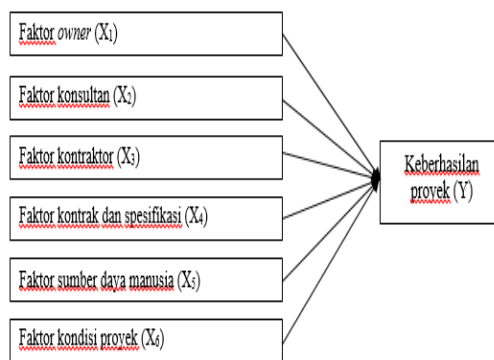 Faktor owner (X₁)
Faktor konsultan (X₂)
Faktor kontraktor (X₃)
Faktor kontrak dan spesifikasi (X₄)
Faktor sumber daya manusia (X₅)
Faktor kondisi proyek (X₆)
Keberhasilan
proyek (Y)